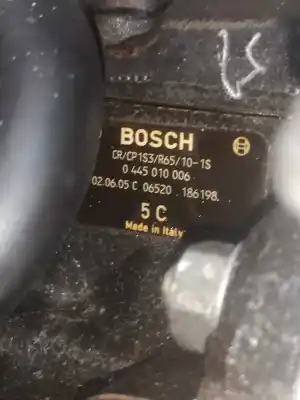 BOSCH
CR/CP1S3/R65/10-1S
0 445 010 006
02.06.05 C 06520 186198.
5 C
Made in Italy